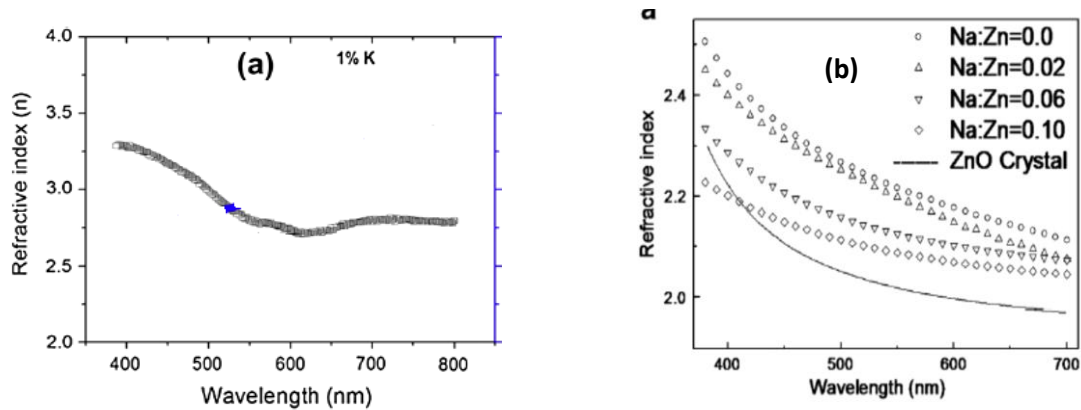 (a)
1% K
4.0
3.5
3.0
2.5
2.0
Refractive index (n)
400 500 600 700 800
Wavelength (nm)
a
(b)
Na:Zn=0.0
Na:Zn=0.02
Na:Zn=0.06
Na:Zn=0.10
ZnO Crystal
2.4
2.2
2.0
Refractive index
400 500 600 700
Wavelength (nm)